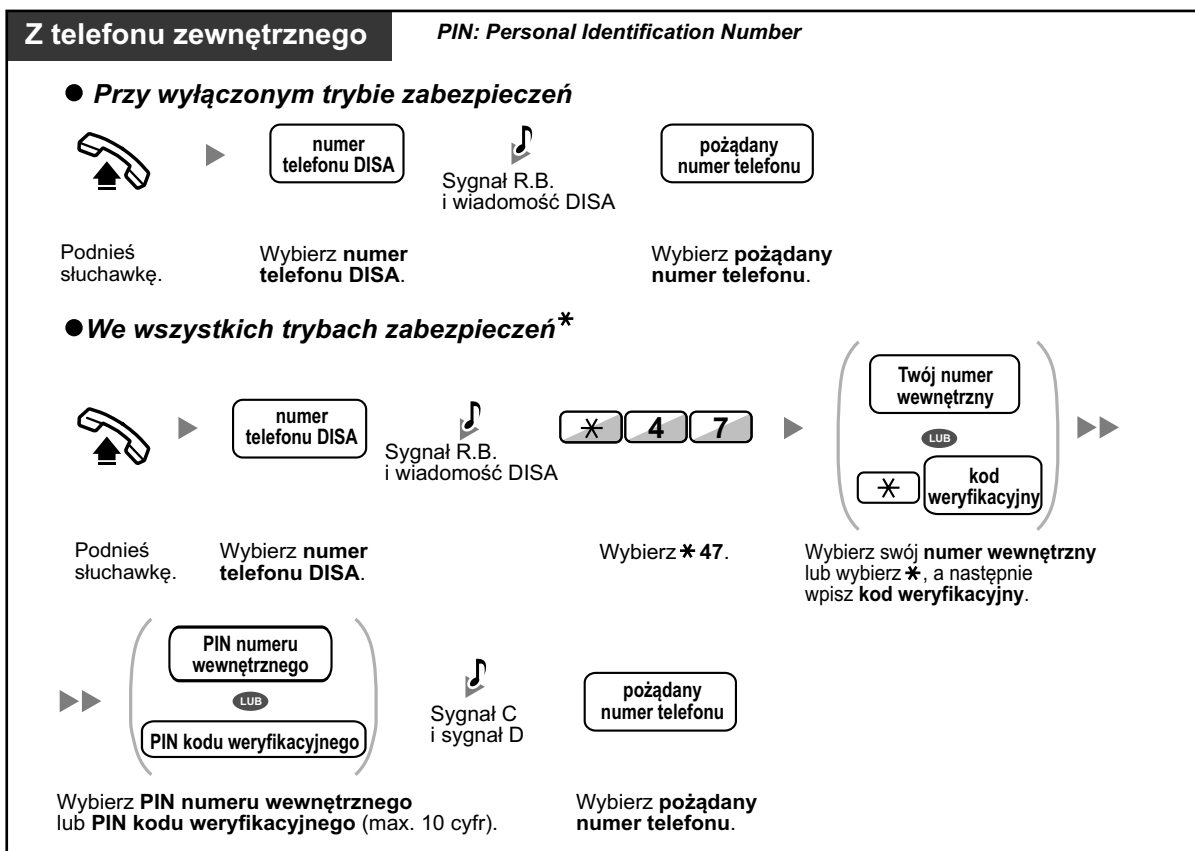 Z telefonu zewnętrznego
PIN: Personal Identification Number
● Przy wyłączonym trybie zabezpieczeń
numer
telefonu DISA
Sygnał R.B.
i wiadomość DISA
pożądany
numer telefonu
Podnieś
słuchawkę.
Wybierz numer
telefonu DISA.
Wybierz pożądany
numer telefonu.
● We wszystkich trybach zabezpieczeń*
numer
telefonu DISA
Sygnał R.B.
i wiadomość DISA
* 4 7
Twój numer
wewnętrzny
LUB
* kod
weryfikacyjny
Podnieś
słuchawkę.
Wybierz numer
telefonu DISA.
Wybierz * 47.
Wybierz swój numer wewnętrzny
lub wybierz *, a następnie
wpisz kod weryfikacyjny.
PIN numeru
wewnętrznego
LUB
PIN kodu weryfikacyjnego
Sygnał C
i sygnał D
pożądany
numer telefonu
Wybierz PIN numeru wewnętrznego
lub PIN kodu weryfikacyjnego (max. 10 cyfr).
Wybierz pożądany
numer telefonu.